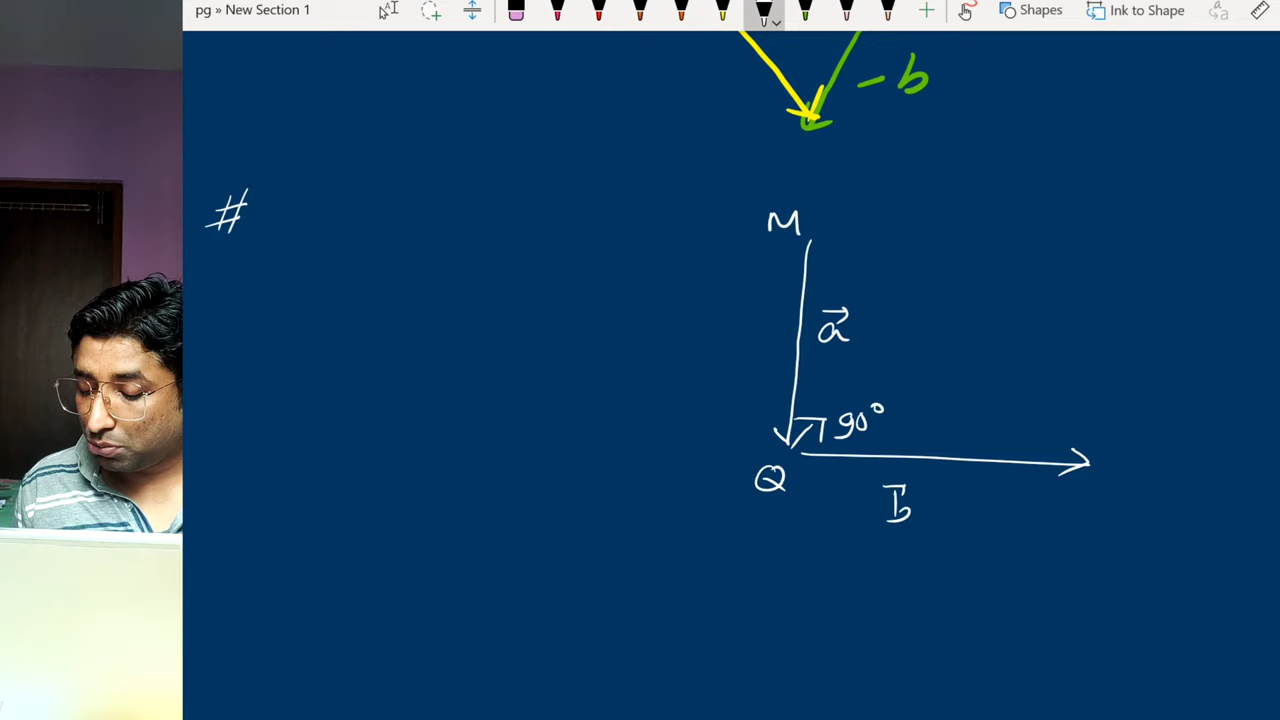 pg » New Section 1
Shapes
Ink to Shape
- b
#
M
a⃗
90°
Q
b⃗